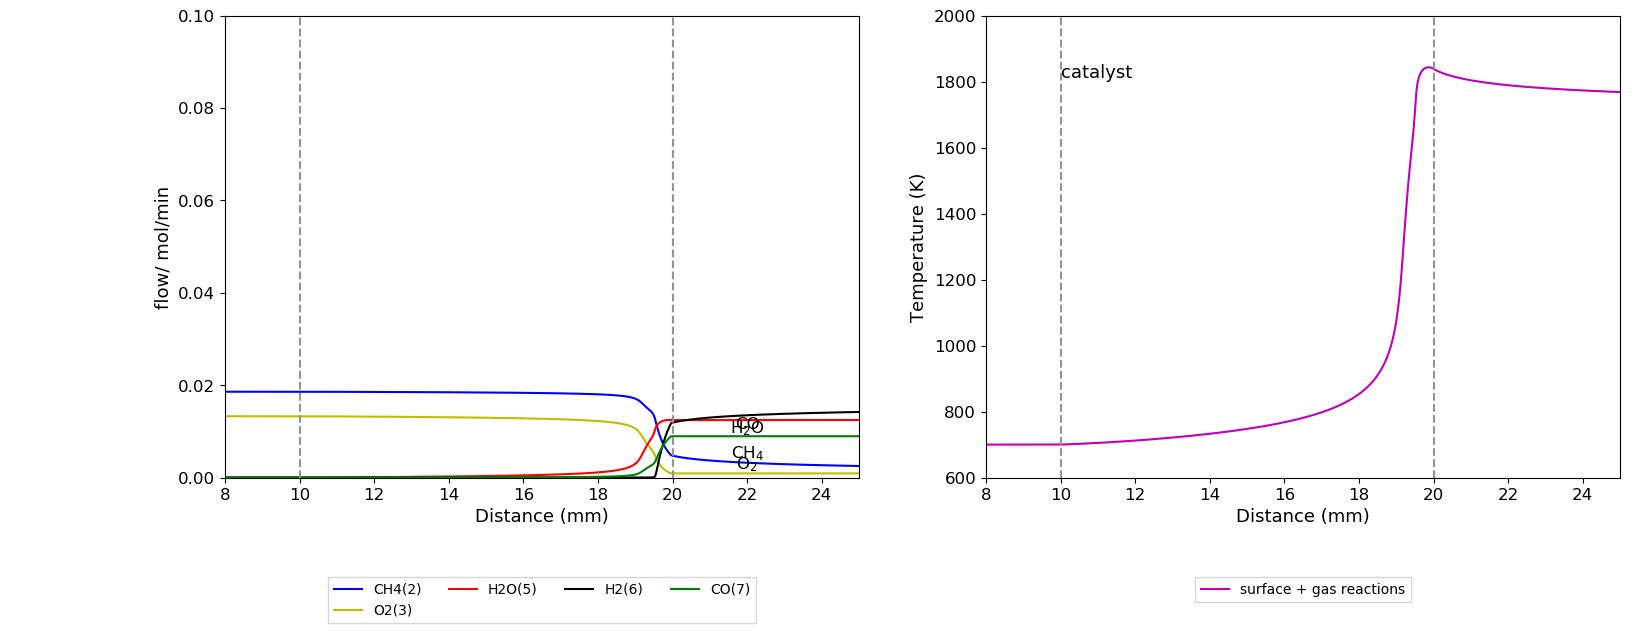 0.10
0.08
0.06
0.04
0.02
0.00
flow/ mol/min
8 10 12 14 16 18 20 22 24
Distance (mm)
CO
H₂O
CH₄
O₂
CH4(2) H2O(5) H2(6) CO(7)
O2(3)
2000
1800
1600
1400
1200
1000
800
600
Temperature (K)
catalyst
8 10 12 14 16 18 20 22 24
Distance (mm)
surface + gas reactions